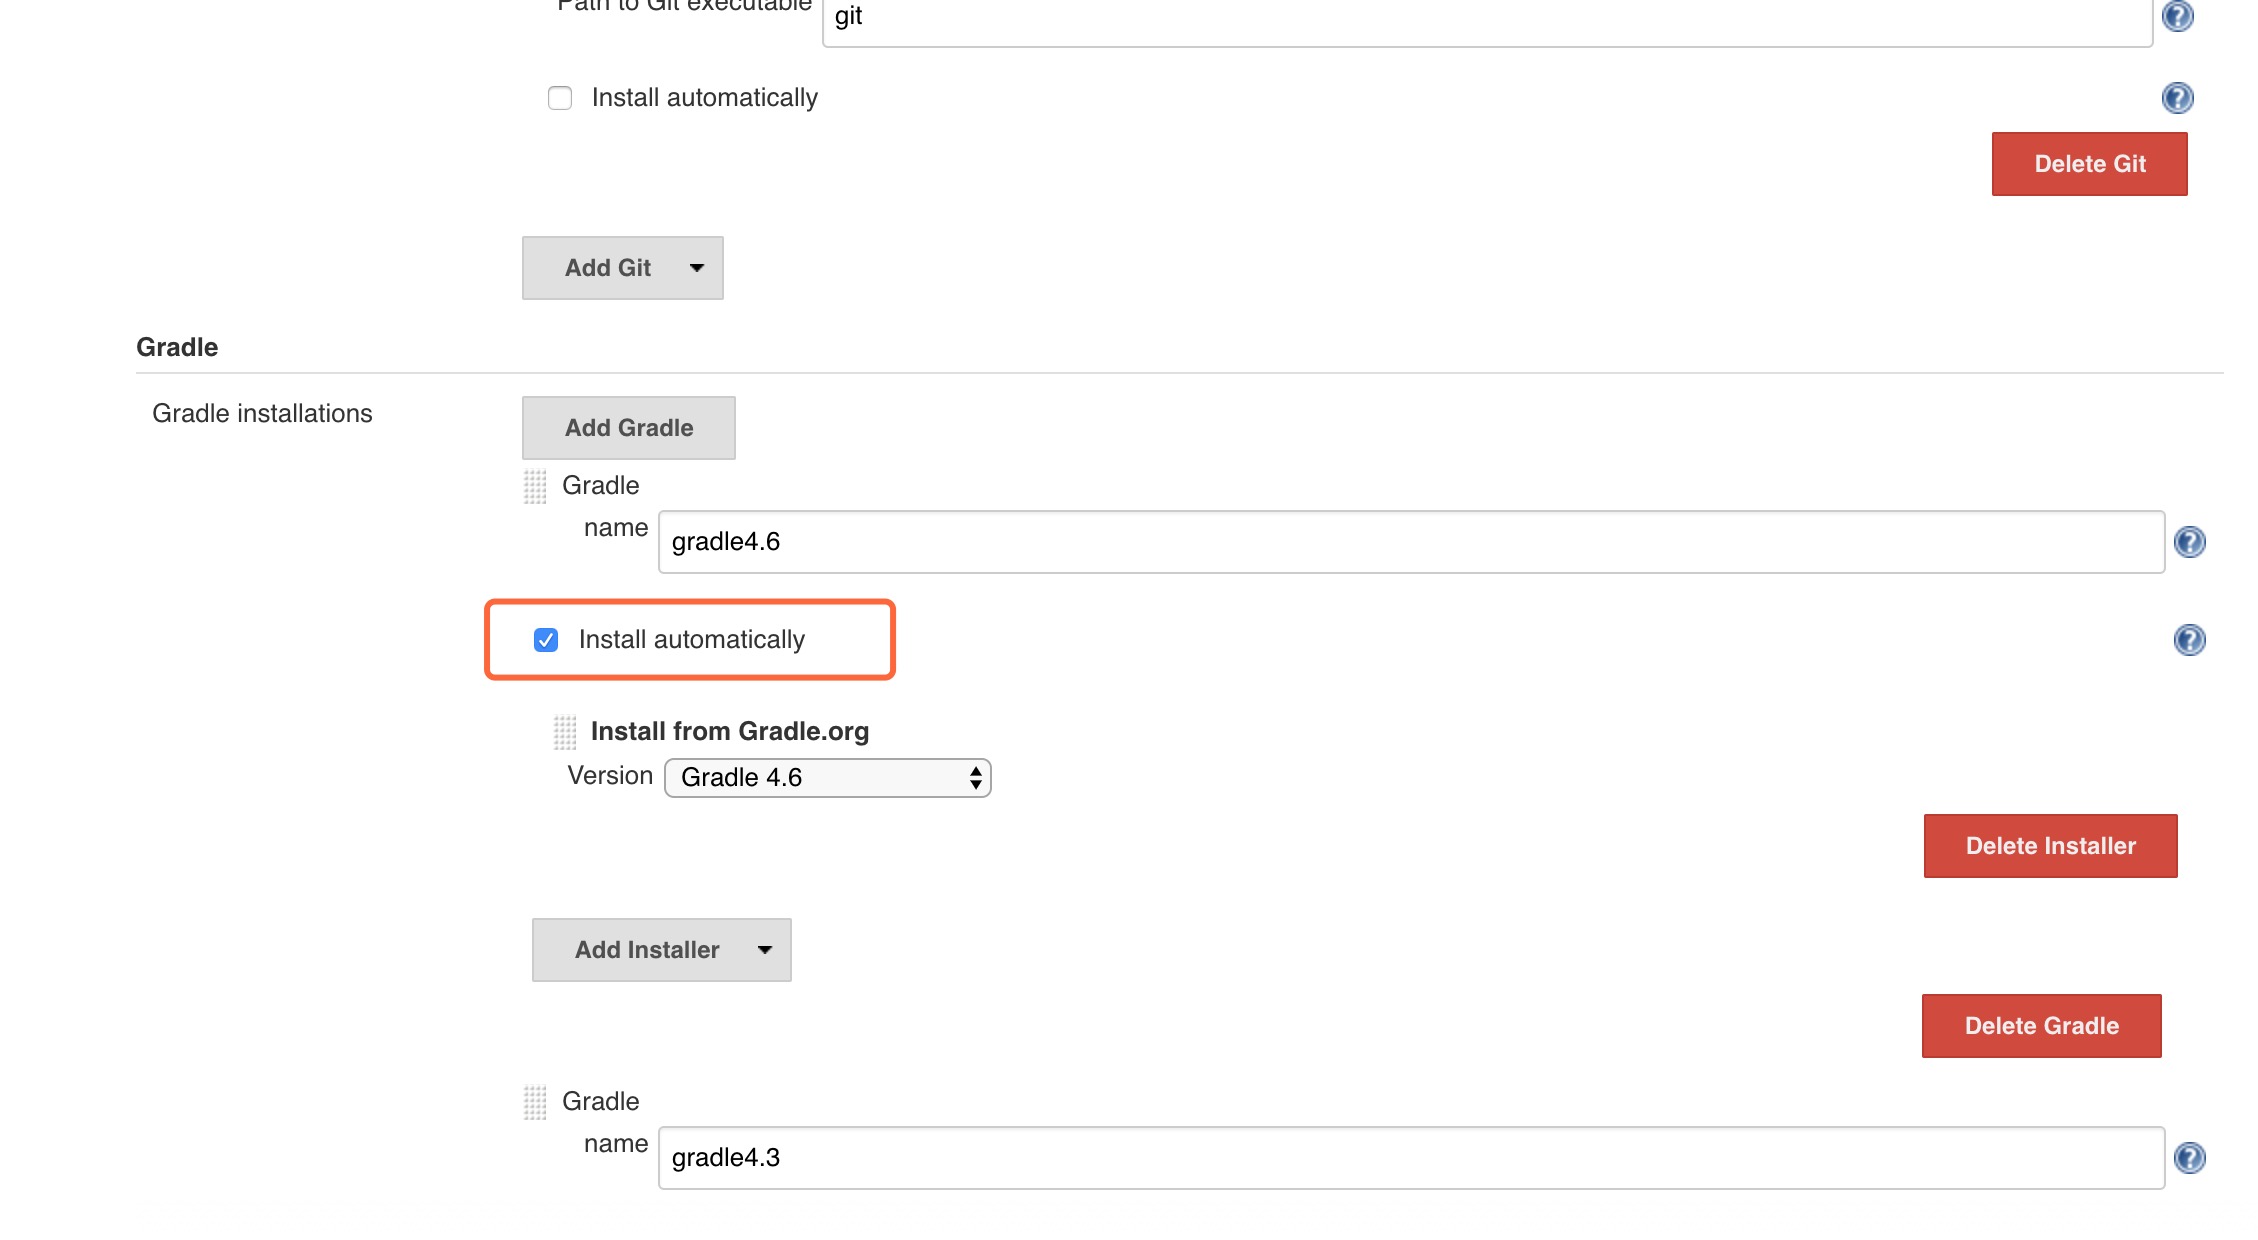 Path to Git executable
git
Install automatically
Delete Git
Add Git
Gradle
Gradle installations
Add Gradle
Gradle
name
gradle4.6
Install automatically
Install from Gradle.org
Version
Gradle 4.6
Delete Installer
Add Installer
Delete Gradle
Gradle
name
gradle4.3